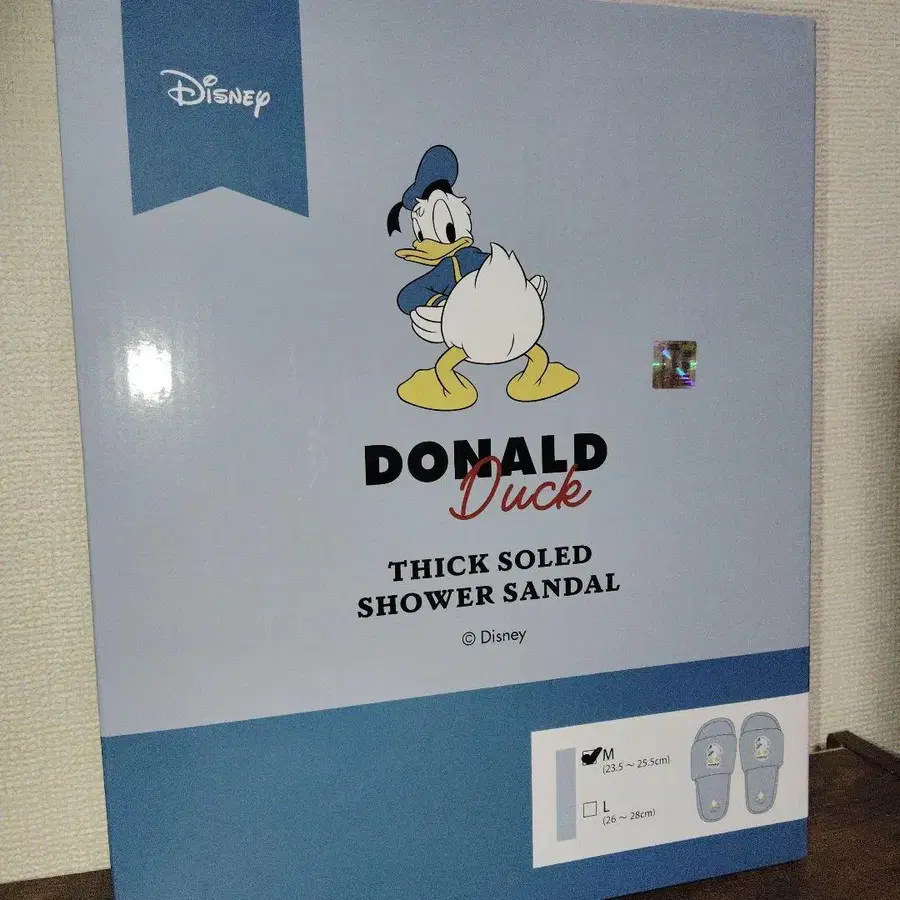 Disney
DONALD
Duck
THICK SOLED
SHOWER SANDAL
© Disney
M
(23.5 ～ 25.5cm)
L
(26 ～ 28cm)